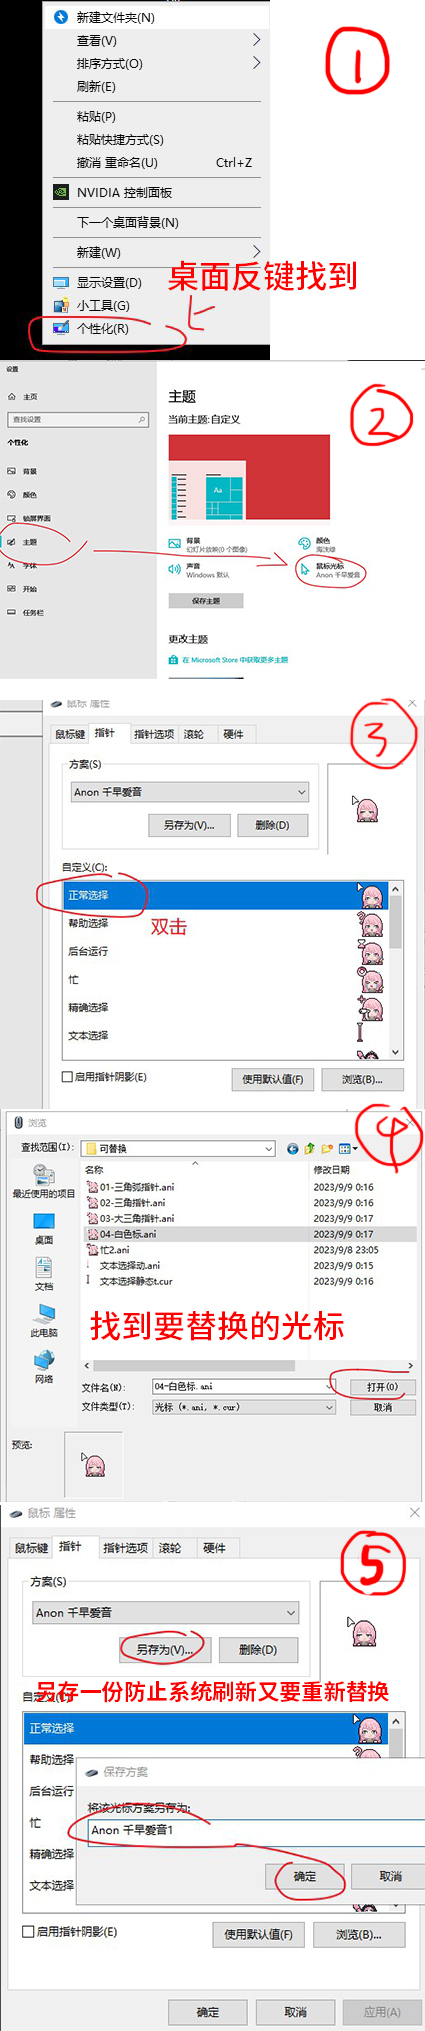 新建文件夹(N)
查看(V)
排序方式(O)
刷新(E)
粘贴(P)
粘贴快捷方式(S)
撤消 重命名(U) Ctrl+Z
NVIDIA 控制面板
下一个桌面背景(N)
新建(W)
显示设置(D)
小工具(G)
个性化(R)
1
桌面反键找到
设置
主页
查找设置
个性化
背景
颜色
锁屏界面
主题
字体
开始
任务栏
主题
当前主题:自定义
Aa
背景
幻灯片放映(0 个图像)
颜色
海沫绿
声音
Windows 默认
鼠标光标
Anon 千早爱音
保存主题
更改主题
在 Microsoft Store 中获取更多主题
2
鼠标 属性
鼠标键 指针 指针选项 滚轮 硬件
方案(S)
Anon 千早爱音
另存为(V)... 删除(D)
自定义(C):
正常选择
帮助选择
后台运行
忙
精确选择
文本选择
启用指针阴影(E) 使用默认值(F) 浏览(B)...
3
双击
浏览
查找范围(I): 可替换
最近使用的项目
桌面
文档
此电脑
网络
名称 修改日期
01-三角弧指针.ani 2023/9/9 0:16
02-三角指针.ani 2023/9/9 0:16
03-大三角指针.ani 2023/9/9 0:17
04-白色标.ani 2023/9/9 0:17
忙2.ani 2023/9/8 23:05
文本选择动.ani 2023/9/9 0:15
文本选择静态t.cur 2023/9/9 0:16
找到要替换的光标
文件名(N): 04-白色标.ani 打开(O)
文件类型(T): 光标 (*.ani, *.cur) 取消
预览:
4
鼠标 属性
鼠标键 指针 指针选项 滚轮 硬件
方案(S)
Anon 千早爱音
另存为(V)... 删除(D)
5
另存一份防止系统刷新又要重新替换
正常选择
帮助选择
后台运行
忙
精确选择
文本选择
保存方案
将该光标方案另存为:
Anon 千早爱音1
确定 取消
启用指针阴影(E) 使用默认值(F) 浏览(B)...
确定 取消 应用(A)